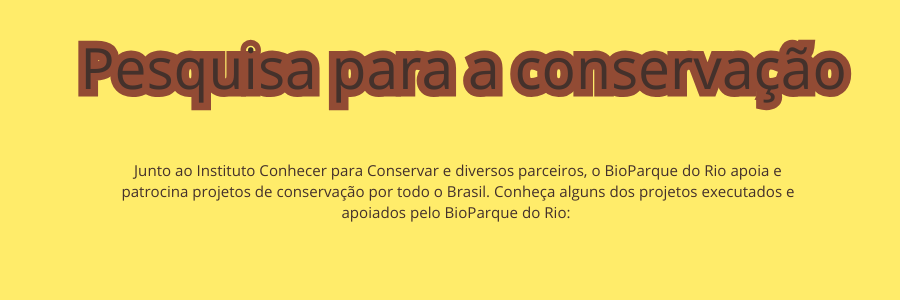 Pesquisa para a conservação
Junto ao Instituto Conhecer para Conservar e diversos parceiros, o BioParque do Rio apoia e
patrocina projetos de conservação por todo o Brasil. Conheça alguns dos projetos executados e
apoiados pelo BioParque do Rio: